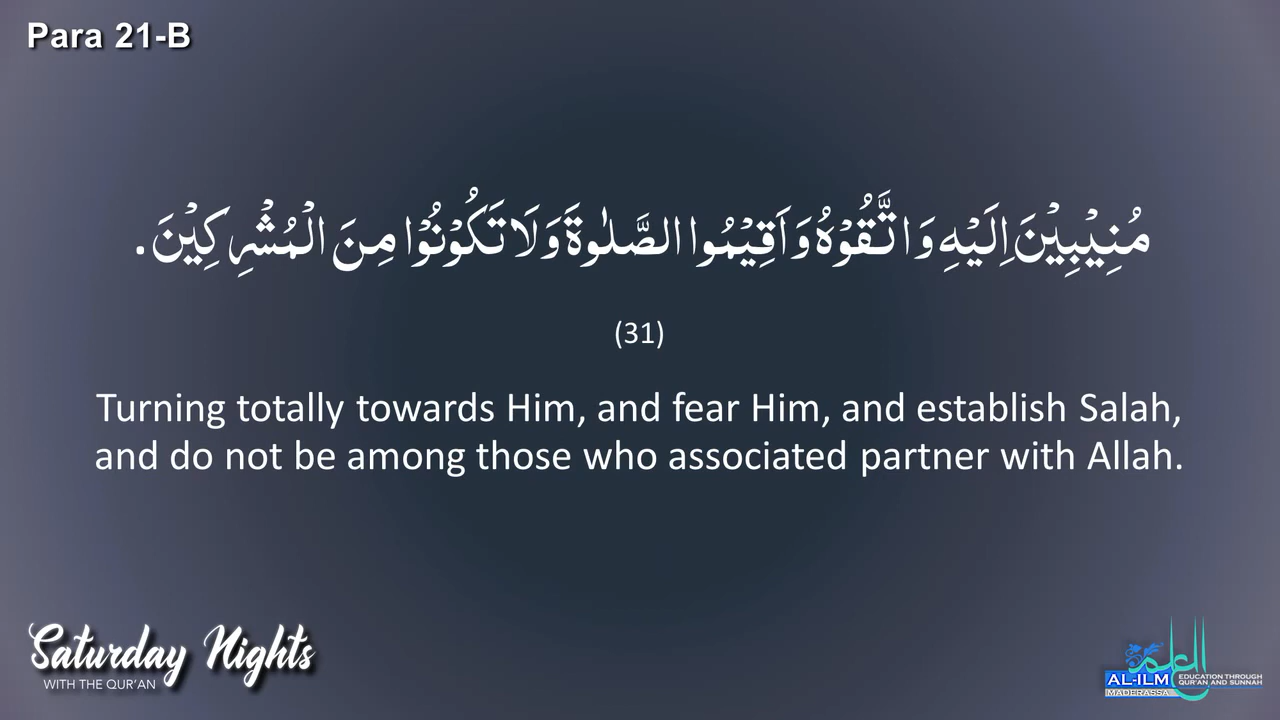 Para 21-B
مُنِيْبِيْنَ اِلَيْهِ وَاتَّقُوْهُ وَاَقِيْمُوا الصَّلٰوةَ وَلَا تَكُوْنُوْا مِنَ الْمُشْرِكِيْنَ.
(31)
Turning totally towards Him, and fear Him, and establish Salah,
and do not be among those who associated partner with Allah.
Saturday Nights
WITH THE QUR'AN
العلم
AL-ILM
MADERASSA
EDUCATION THROUGH
QUR'AN AND SUNNAH